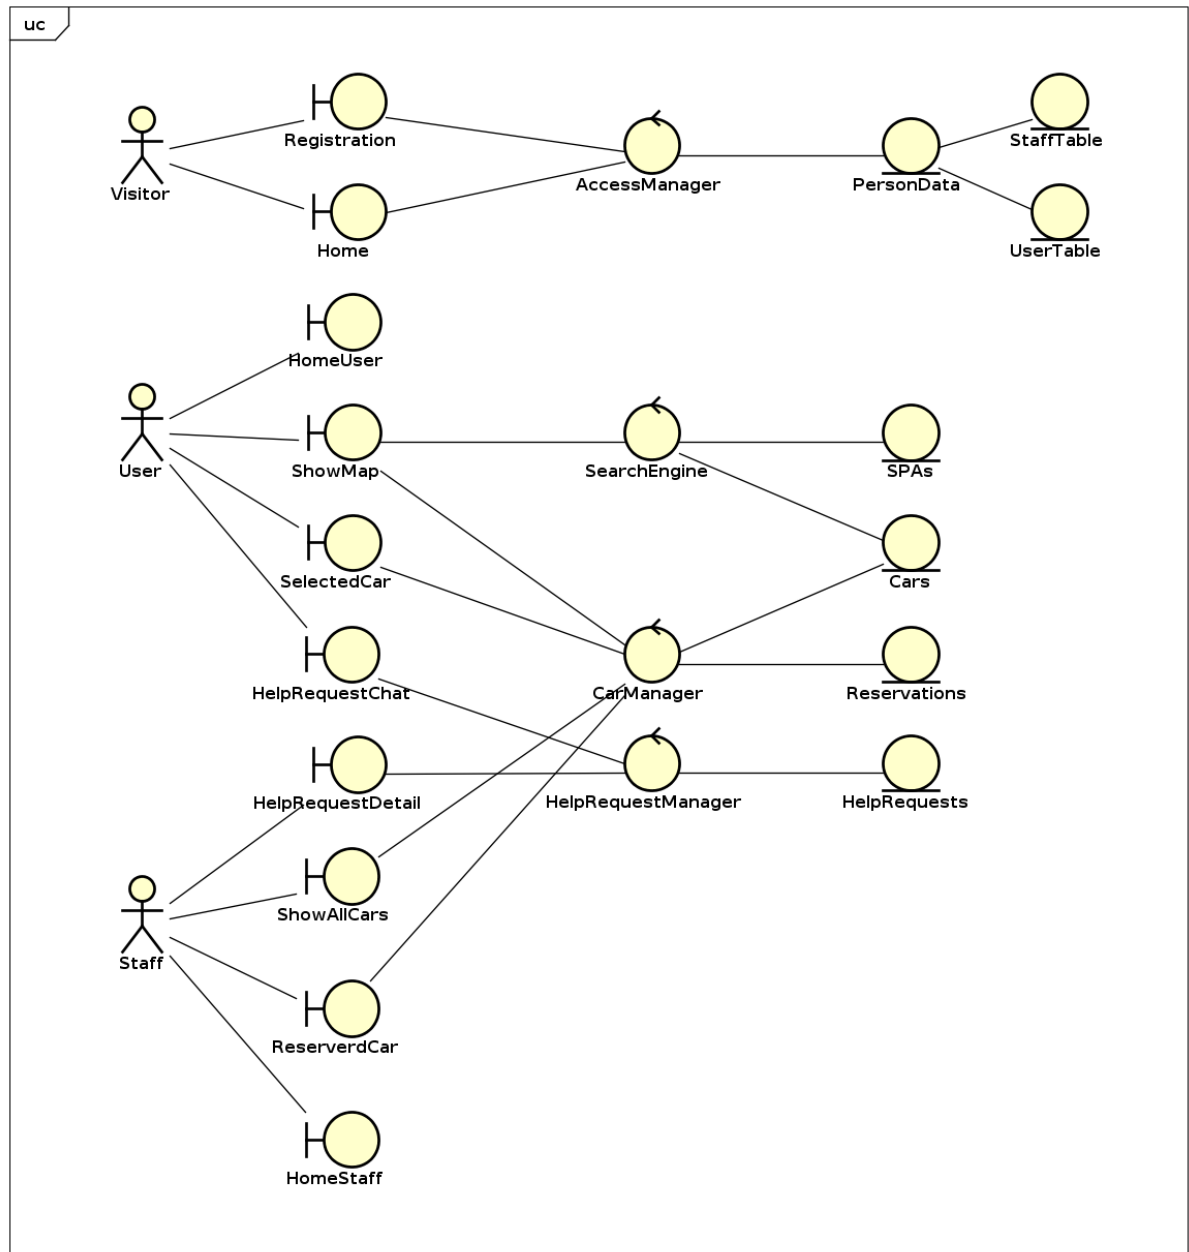 uc
Registration
StaffTable
Visitor
AccessManager
PersonData
Home
UserTable
HomeUser
User
ShowMap
SearchEngine
SPAs
SelectedCar
Cars
HelpRequestChat
CarManager
Reservations
HelpRequestDetail
HelpRequestManager
HelpRequests
ShowAllCars
Staff
ReserverdCar
HomeStaff